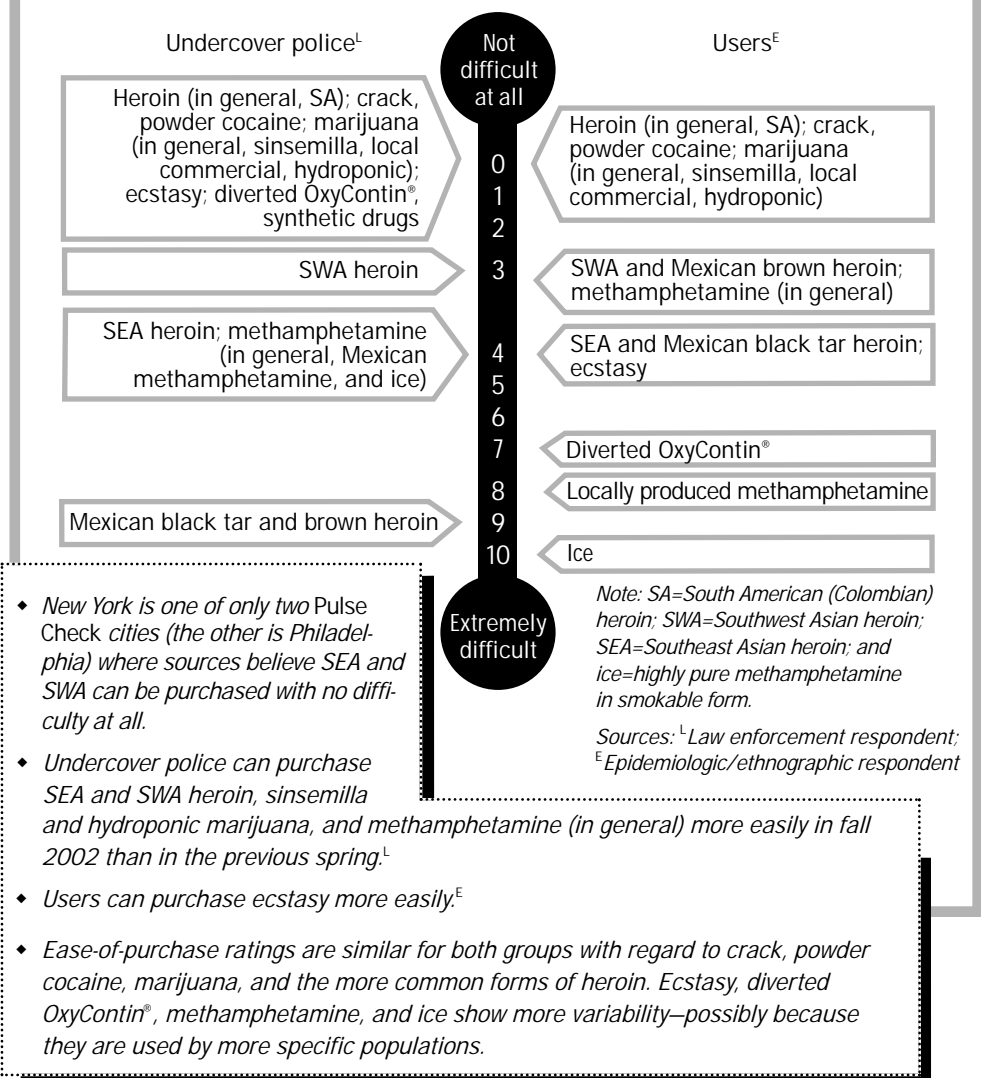 Undercover policeᴸ
Not
difficult
at all
Usersᴱ
Heroin (in general, SA); crack,
powder cocaine; marijuana
(in general, sinsemilla, local
commercial, hydroponic);
ecstasy; diverted OxyContin®,
synthetic drugs
SWA heroin
SEA heroin; methamphetamine
(in general, Mexican
methamphetamine, and ice)
Mexican black tar and brown heroin
0
1
2
3
4
5
6
7
8
9
10
Extremely
difficult
Heroin (in general, SA); crack,
powder cocaine; marijuana
(in general, sinsemilla, local
commercial, hydroponic)
SWA and Mexican brown heroin;
methamphetamine (in general)
SEA and Mexican black tar heroin;
ecstasy
Diverted OxyContin®
Locally produced methamphetamine
Ice
Note: SA=South American (Colombian)
heroin; SWA=Southwest Asian heroin;
SEA=Southeast Asian heroin; and
ice=highly pure methamphetamine
in smokable form.
Sources: ᴸLaw enforcement respondent;
ᴱEpidemiologic/ethnographic respondent
◆ New York is one of only two Pulse
Check cities (the other is Philadel-
phia) where sources believe SEA and
SWA can be purchased with no diffi-
culty at all.
◆ Undercover police can purchase
SEA and SWA heroin, sinsemilla
and hydroponic marijuana, and methamphetamine (in general) more easily in fall
2002 than in the previous spring.ᴸ
◆ Users can purchase ecstasy more easily.ᴱ
◆ Ease-of-purchase ratings are similar for both groups with regard to crack, powder
cocaine, marijuana, and the more common forms of heroin. Ecstasy, diverted
OxyContin®, methamphetamine, and ice show more variability—possibly because
they are used by more specific populations.